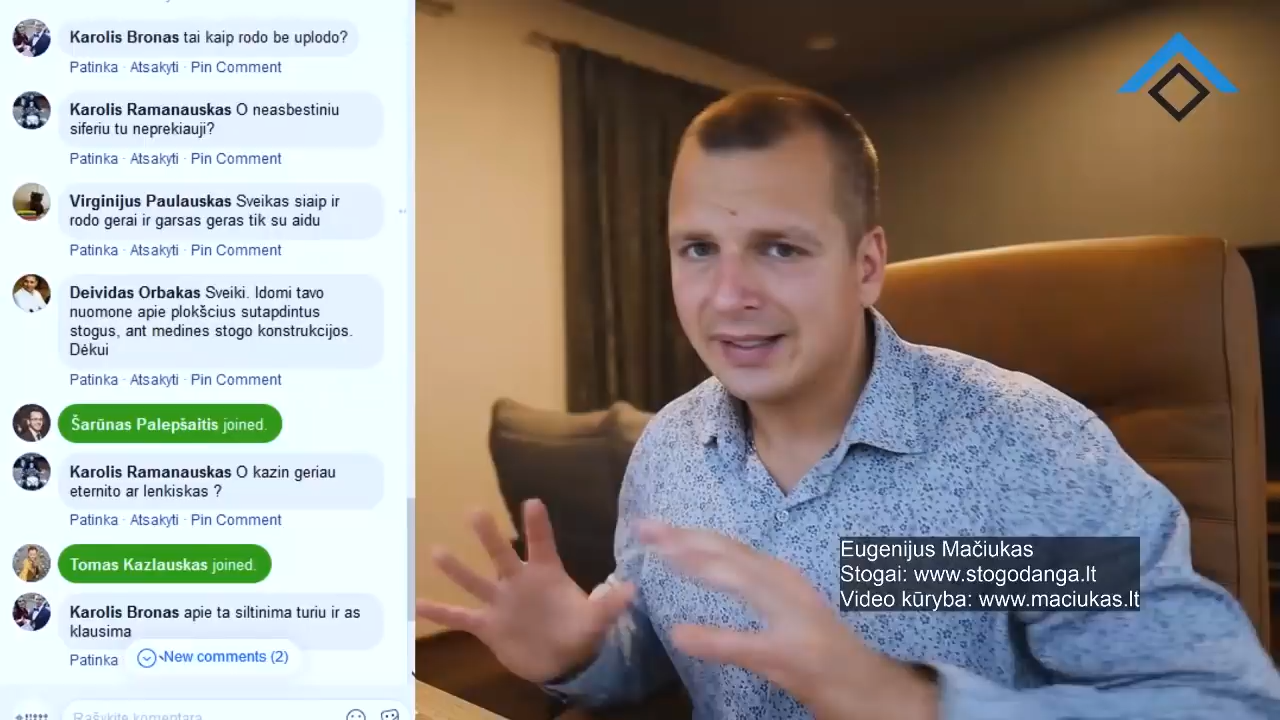 Karolis Bronas tai kaip rodo be uplodo?
Patinka · Atsakyti · Pin Comment
Karolis Ramanauskas O neasbestiniu
siferiu tu neprekiauji?
Patinka · Atsakyti · Pin Comment
Virginijus Paulauskas Sveikas siaip ir
rodo gerai ir garsas geras tik su aidu
Patinka · Atsakyti · Pin Comment
Deividas Orbakas Sveiki. Idomi tavo
nuomone apie plokšcius sutapdintus
stogus, ant medines stogo konstrukcijos.
Dėkui
Patinka · Atsakyti · Pin Comment
Šarūnas Palepšaitis joined.
Karolis Ramanauskas O kazin geriau
eternito ar lenkiskas ?
Patinka · Atsakyti · Pin Comment
Tomas Kazlauskas joined.
Karolis Bronas apie ta siltinima turiu ir as
klausima
Patinka
New comments (2)
Rašykite komentarą
Eugenijus Mačiukas
Stogai: www.stogodanga.lt
Video kūryba: www.maciukas.lt